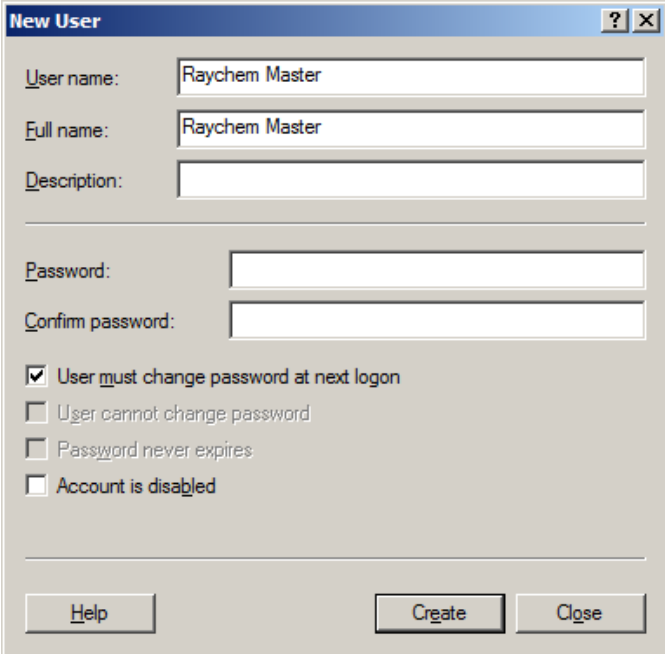 New User
User name: Raychem Master
Full name: Raychem Master
Description:
Password:
Confirm password:
User must change password at next logon
User cannot change password
Password never expires
Account is disabled
Help Create Close